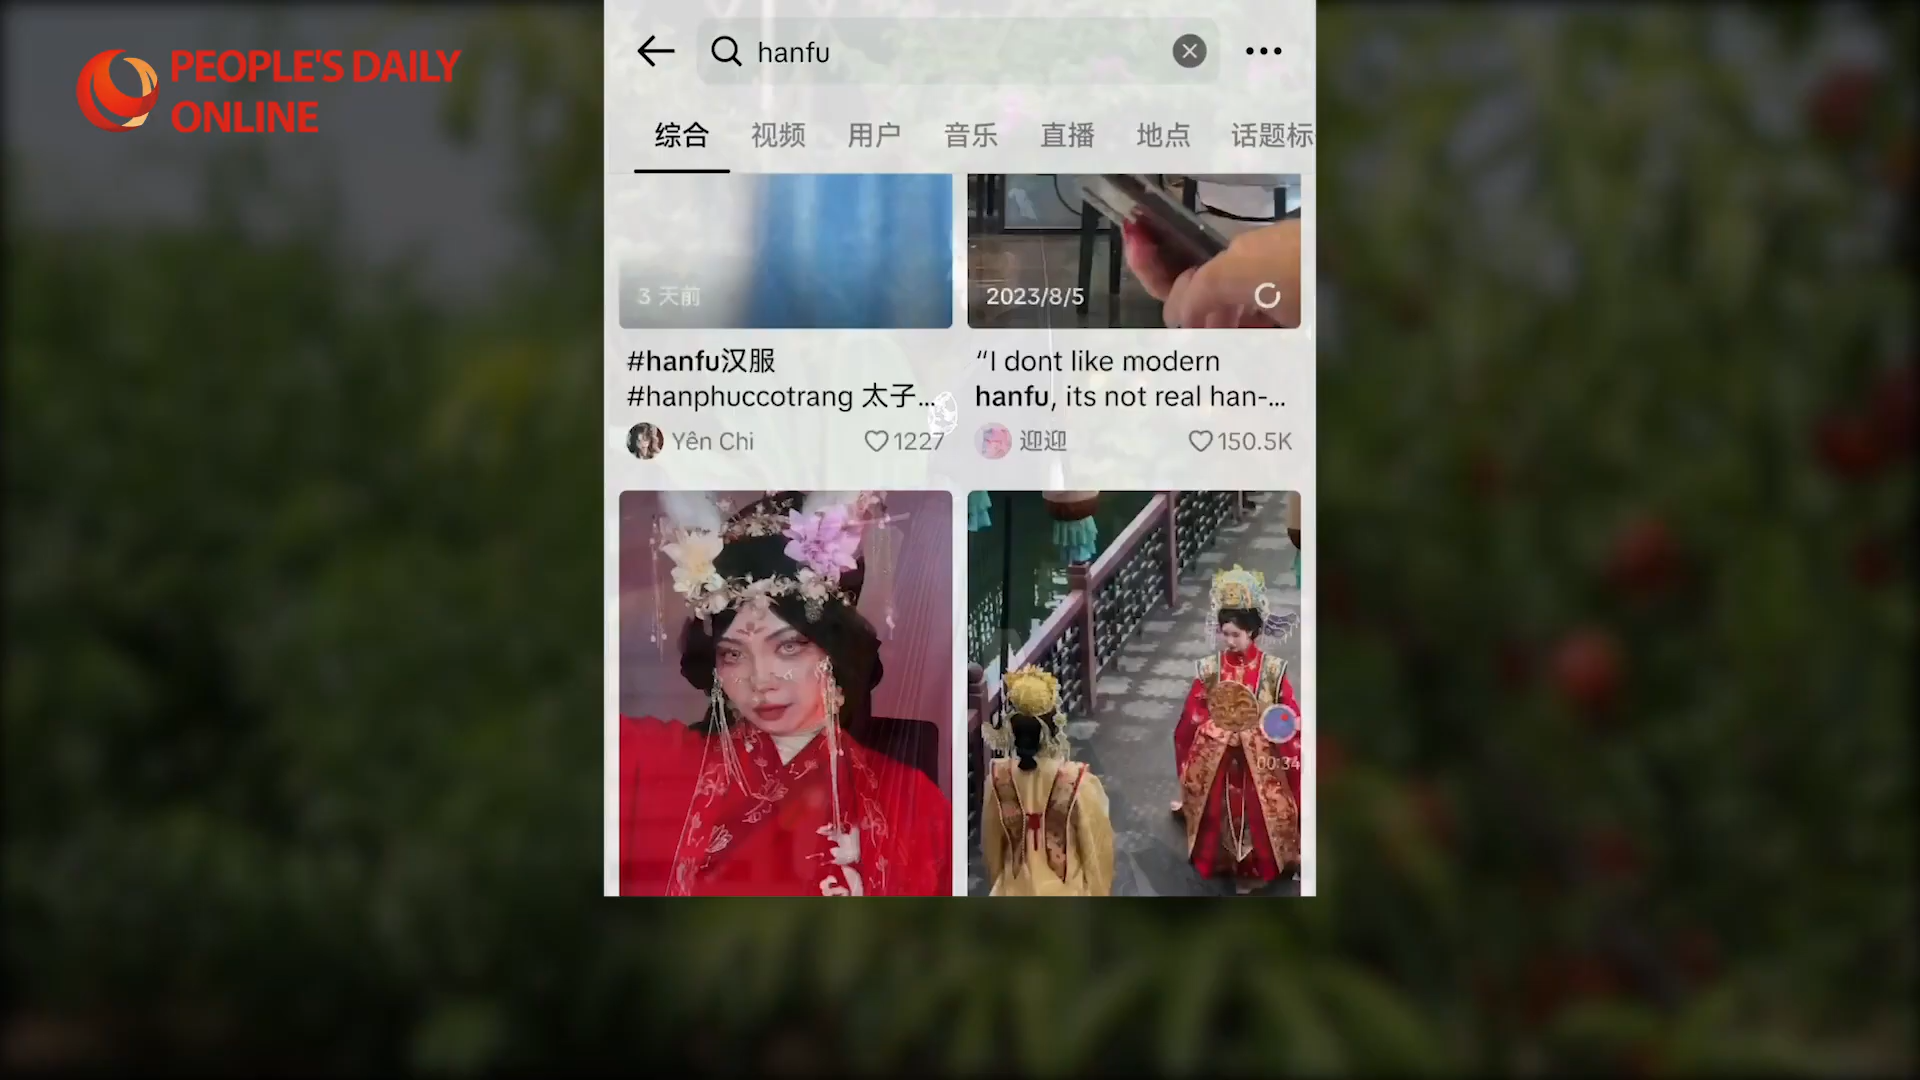 PEOPLE'S DAILY
ONLINE
hanfu
综合 视频 用户 音乐 直播 地点 话题标
3 天前
2023/8/5
#hanfu汉服
#hanphuccotrang 太子...
Yên Chi 1227
“I dont like modern
hanfu, its not real han-...
迎迎 150.5K
00:34